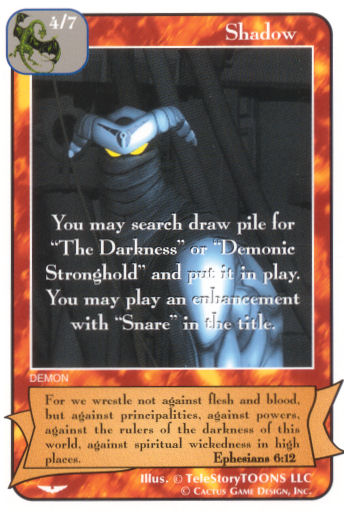 4/7
Shadow
You may search draw pile for
"The Darkness" or "Demonic
Stronghold" and put it in play.
You may play an enhancement
with "Snare" in the title.
DEMON
For we wrestle not against flesh and blood,
but against principalities, against powers,
against the rulers of the darkness of this
world, against spiritual wickedness in high
places. Ephesians 6:12
Illus. © TeleStoryTOONS LLC
© Cactus Game Design, Inc.